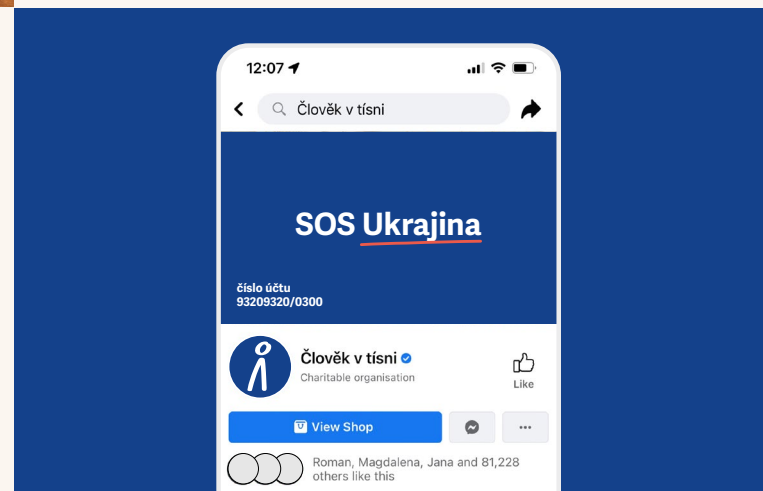 12:07
Člověk v tísni
SOS Ukrajina
číslo účtu
93209320/0300
Člověk v tísni
Charitable organisation
Like
View Shop
Roman, Magdalena, Jana and 81,228
others like this